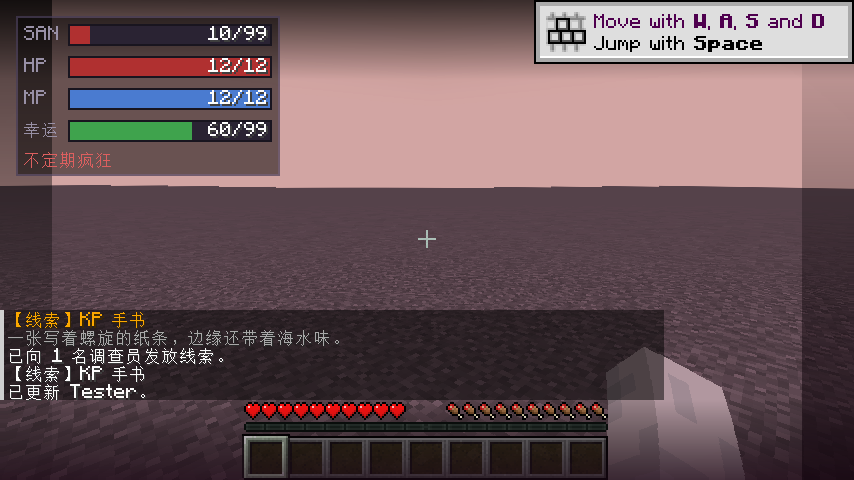 SAN 10/99
HP 12/12
MP 12/12
幸运 60/99
不定期疯狂
Move with W, A, S and D
Jump with Space
【线索】KP 手书
一张写着螺旋的纸条，边缘还带着海水味。
已向 1 名调查员发放线索。
【线索】KP 手书
已更新 Tester。